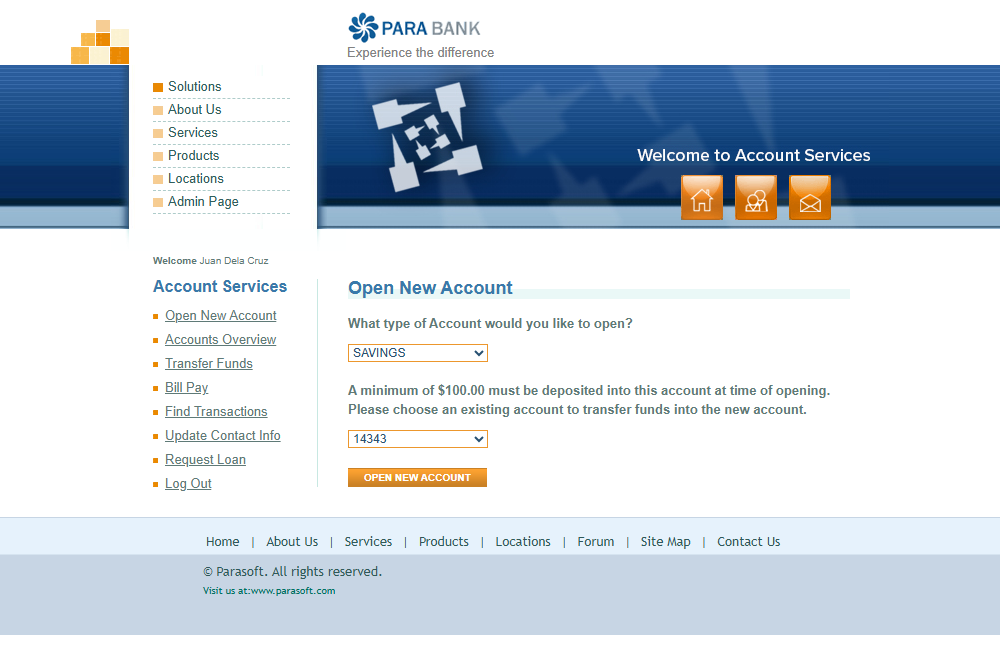 PARA BANK
Experience the difference
Solutions
About Us
Services
Products
Locations
Admin Page
Welcome to Account Services
Welcome Juan Dela Cruz
Account Services
Open New Account
Accounts Overview
Transfer Funds
Bill Pay
Find Transactions
Update Contact Info
Request Loan
Log Out
Open New Account
What type of Account would you like to open?
SAVINGS
A minimum of $100.00 must be deposited into this account at time of opening.
Please choose an existing account to transfer funds into the new account.
14343
OPEN NEW ACCOUNT
Home | About Us | Services | Products | Locations | Forum | Site Map | Contact Us
© Parasoft. All rights reserved.
Visit us at:www.parasoft.com